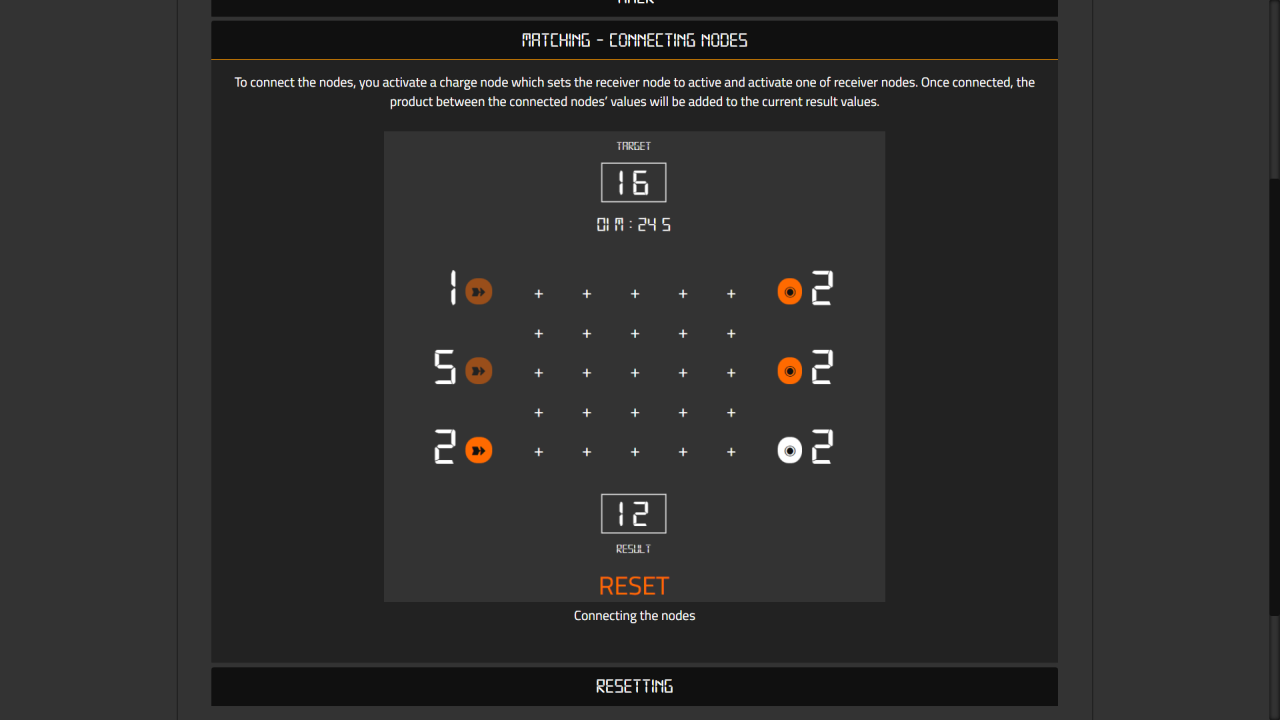 MATCHING - CONNECTING NODES
To connect the nodes, you activate a charge node which sets the receiver node to active and activate one of receiver nodes. Once connected, the
product between the connected nodes' values will be added to the current result values.
TARGET
16
01M:24S
1 + + + + + 2
+ + + + +
5 + + + + + 2
+ + + + +
2 + + + + + 2
12
RESULT
RESET
Connecting the nodes
RESETTING